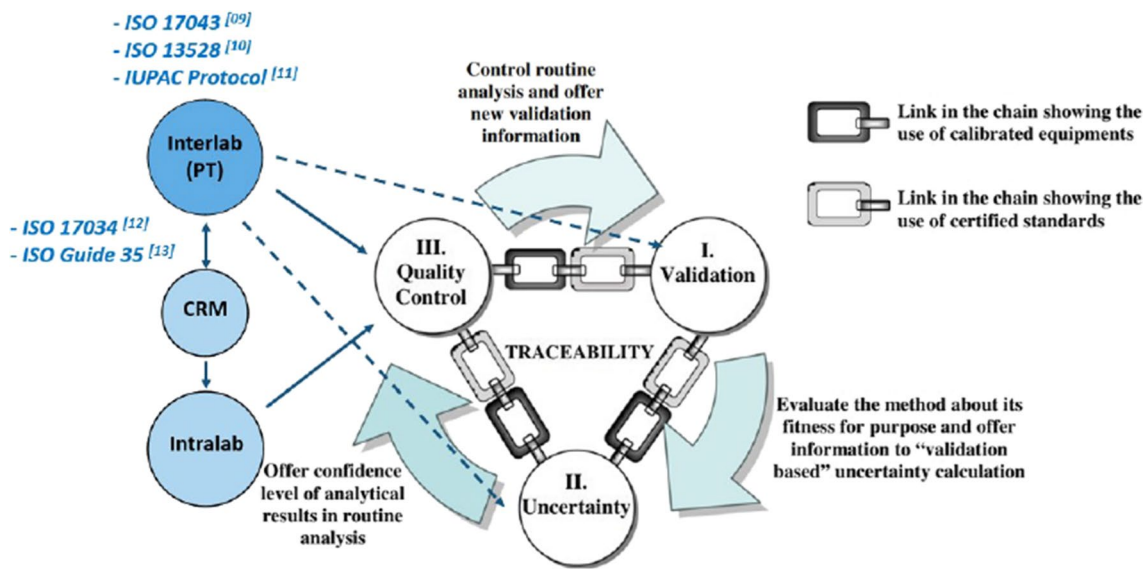 - ISO 17043 [09]
- ISO 13528 [10]
- IUPAC Protocol [11]
Interlab
(PT)
- ISO 17034 [12]
- ISO Guide 35 [13]
CRM
Intralab
Control routine
analysis and offer
new validation
information
III.
Quality
Control
I.
Validation
TRACEABILITY
II.
Uncertainty
Offer confidence
level of analytical
results in routine
analysis
Evaluate the method about its
fitness for purpose and offer
information to “validation
based” uncertainty calculation
Link in the chain showing the
use of calibrated equipments
Link in the chain showing the
use of certified standards